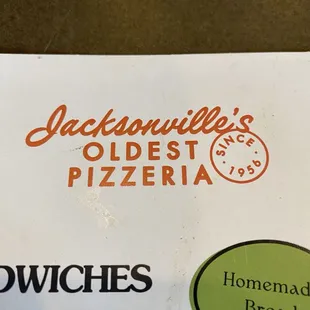 Jacksonville's
OLDEST
PIZZERIA
• SINCE •
1956
DWICHES
Homemad